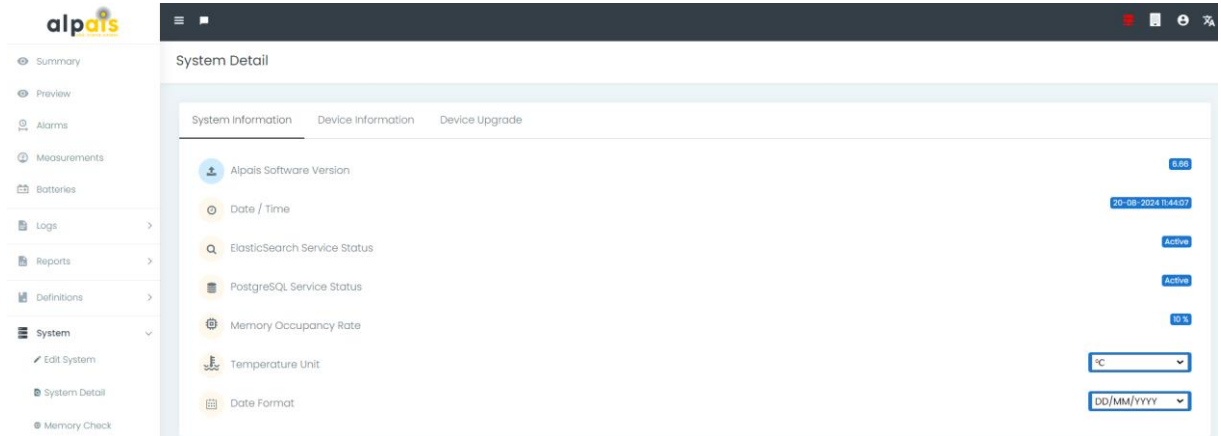 alpais
System Detail
Summary
Preview
Alarms
Measurements
Batteries
Logs
Reports
Definitions
System
Edit System
System Detail
Memory Check
System Information
Device Information
Device Upgrade
Alpais Software Version
6.66
Date / Time
20-08-2024 11:44:07
ElasticSearch Service Status
Active
PostgreSQL Service Status
Active
Memory Occupancy Rate
10 %
Temperature Unit
°C
Date Format
DD/MM/YYYY